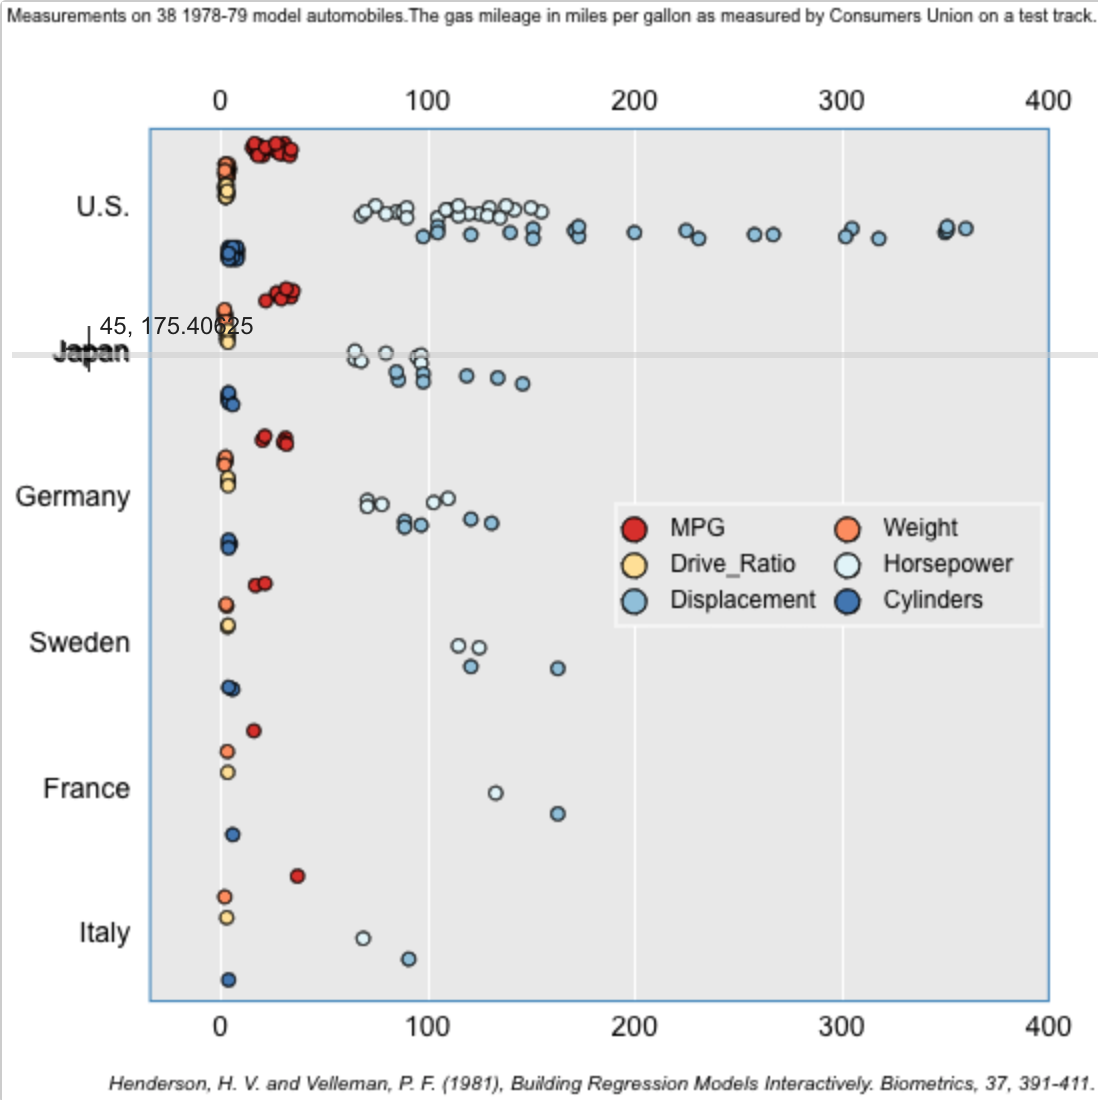 Measurements on 38 1978-79 model automobiles.The gas mileage in miles per gallon as measured by Consumers Union on a test track.
0 100 200 300 400
U.S.
45, 175.40625
Japan
Germany
MPG Weight
Drive_Ratio Horsepower
Displacement Cylinders
Sweden
France
Italy
0 100 200 300 400
Henderson, H. V. and Velleman, P. F. (1981), Building Regression Models Interactively. Biometrics, 37, 391-411.